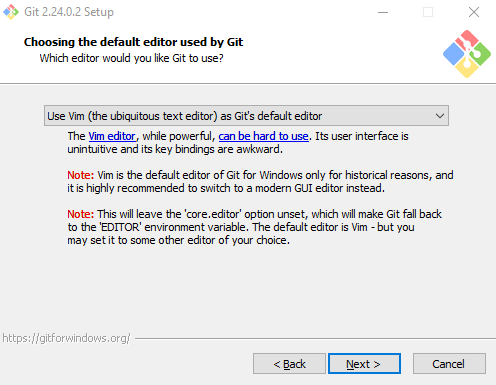 Git 2.24.0.2 Setup
Choosing the default editor used by Git
Which editor would you like Git to use?
Use Vim (the ubiquitous text editor) as Git's default editor
The Vim editor, while powerful, can be hard to use. Its user interface is
unintuitive and its key bindings are awkward.
Note: Vim is the default editor of Git for Windows only for historical reasons, and
it is highly recommended to switch to a modern GUI editor instead.
Note: This will leave the 'core.editor' option unset, which will make Git fall back
to the 'EDITOR' environment variable. The default editor is Vim - but you
may set it to some other editor of your choice.
https://gitforwindows.org/
< Back
Next >
Cancel